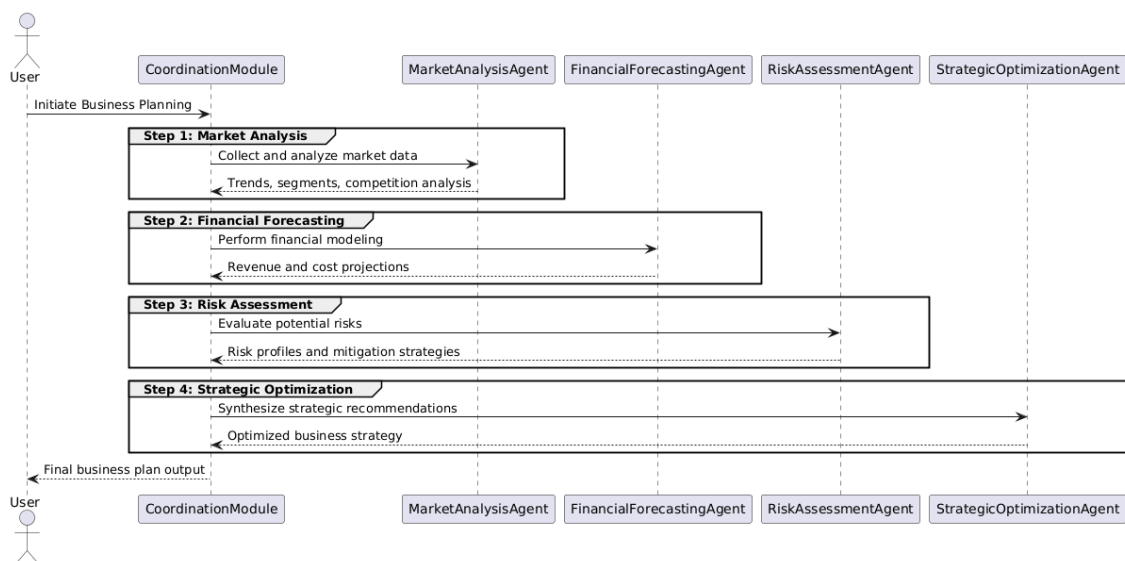 User
CoordinationModule MarketAnalysisAgent FinancialForecastingAgent RiskAssessmentAgent StrategicOptimizationAgent
Initiate Business Planning
Step 1: Market Analysis
Collect and analyze market data
Trends, segments, competition analysis
Step 2: Financial Forecasting
Perform financial modeling
Revenue and cost projections
Step 3: Risk Assessment
Evaluate potential risks
Risk profiles and mitigation strategies
Step 4: Strategic Optimization
Synthesize strategic recommendations
Optimized business strategy
Final business plan output
User
CoordinationModule MarketAnalysisAgent FinancialForecastingAgent RiskAssessmentAgent StrategicOptimizationAgent